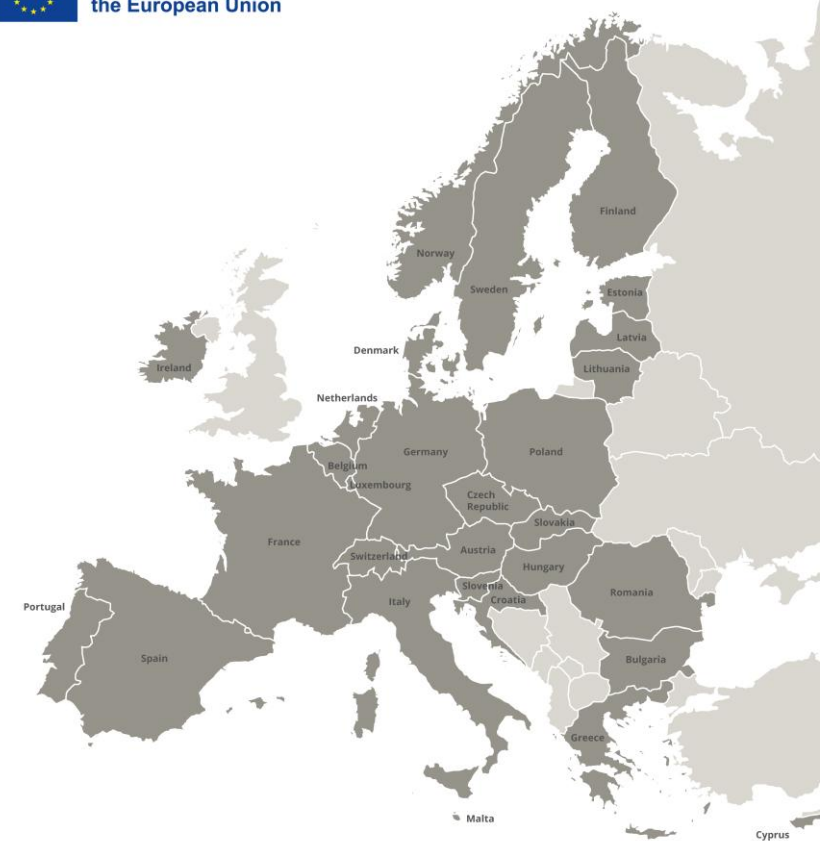 the European Union
Finland
Norway
Sweden
Estonia
Latvia
Denmark
Lithuania
Ireland
Netherlands
Germany
Poland
Belgium
Luxembourg
Czech
Republic
Slovakia
France
Austria
Switzerland
Hungary
Slovenia
Romania
Croatia
Italy
Portugal
Spain
Bulgaria
Greece
Malta
Cyprus